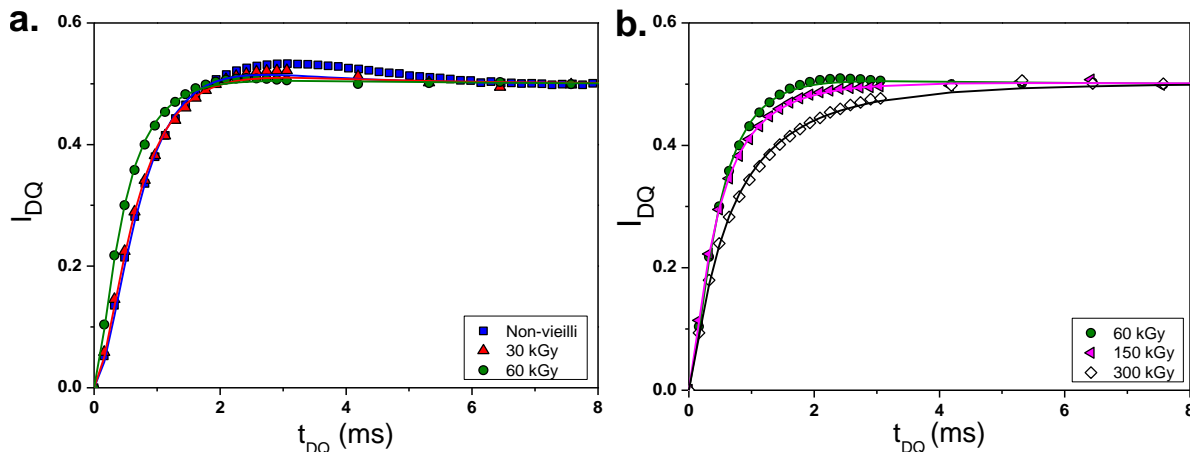 a.
0.6
0.4
0.2
0.0
I_DQ
0
2
4
6
8
t_DQ (ms)
Non-vieilli
30 kGy
60 kGy
b.
0.6
0.4
0.2
0.0
I_DQ
0
2
4
6
8
t_DQ (ms)
60 kGy
150 kGy
300 kGy